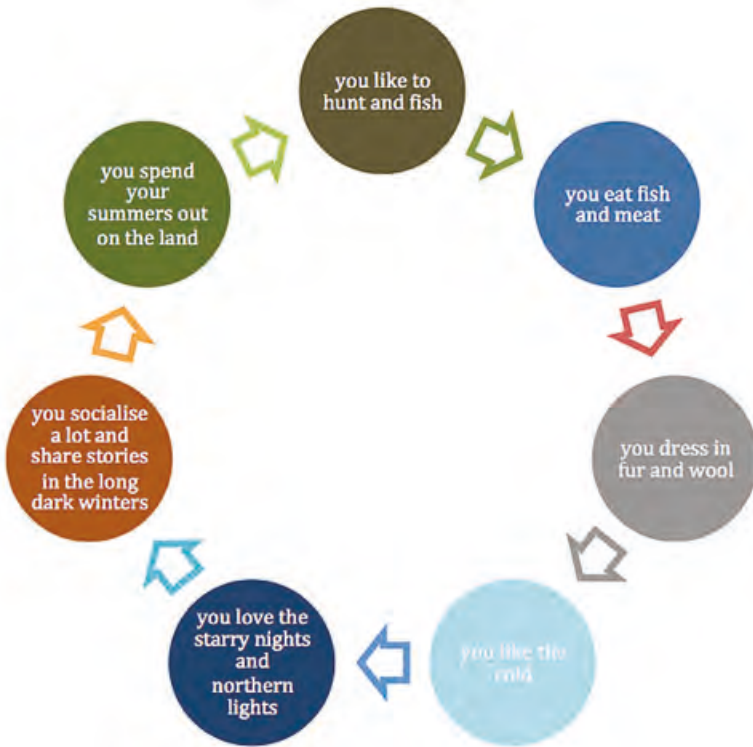 you like to
hunt and fish
you eat fish
and meat
you dress in
fur and wool
you like the
cold
you love the
starry nights
and
northern
lights
you socialise
a lot and
share stories
in the long
dark winters
you spend
your
summers out
on the land